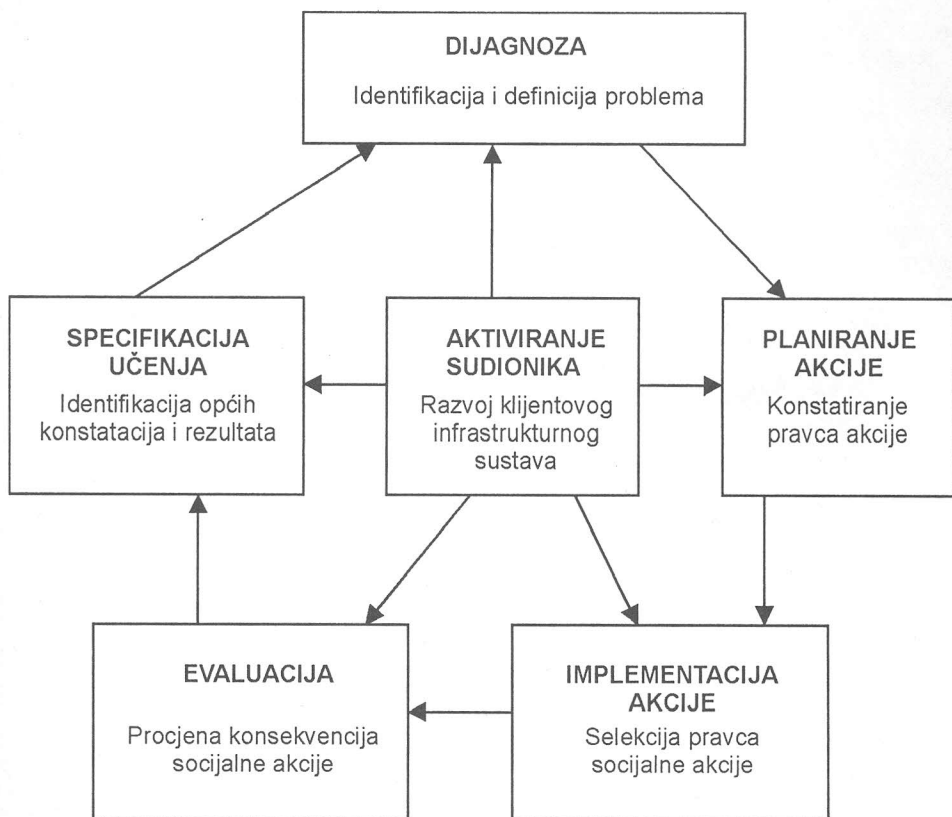 DIJAGNOZA
Identifikacija i definicija problema
SPECIFIKACIJA
UČENJA
Identifikacija općih
konstatacija i rezultata
AKTIVIRANJE
SUDIONIKA
Razvoj klijentovog
infrastrukturnog
sustava
PLANIRANJE
AKCIJE
Konstatiranje
pravca akcije
EVALUACIJA
Procjena konsekvencija
socijalne akcije
IMPLEMENTACIJA
AKCIJE
Selekcija pravca
socijalne akcije